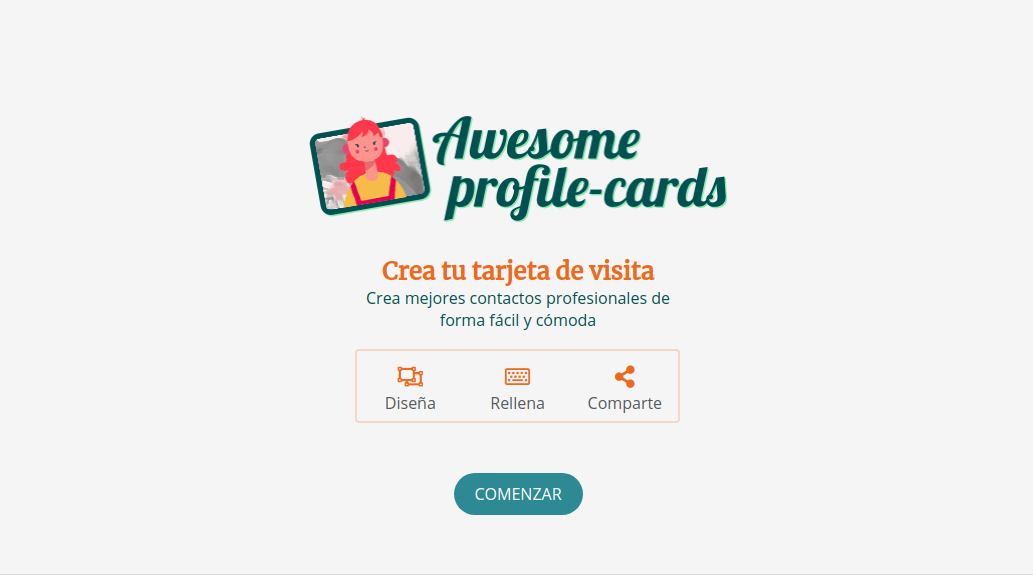 Awesome
profile-cards
Crea tu tarjeta de visita
Crea mejores contactos profesionales de
forma fácil y cómoda
Diseña
Rellena
Comparte
COMENZAR